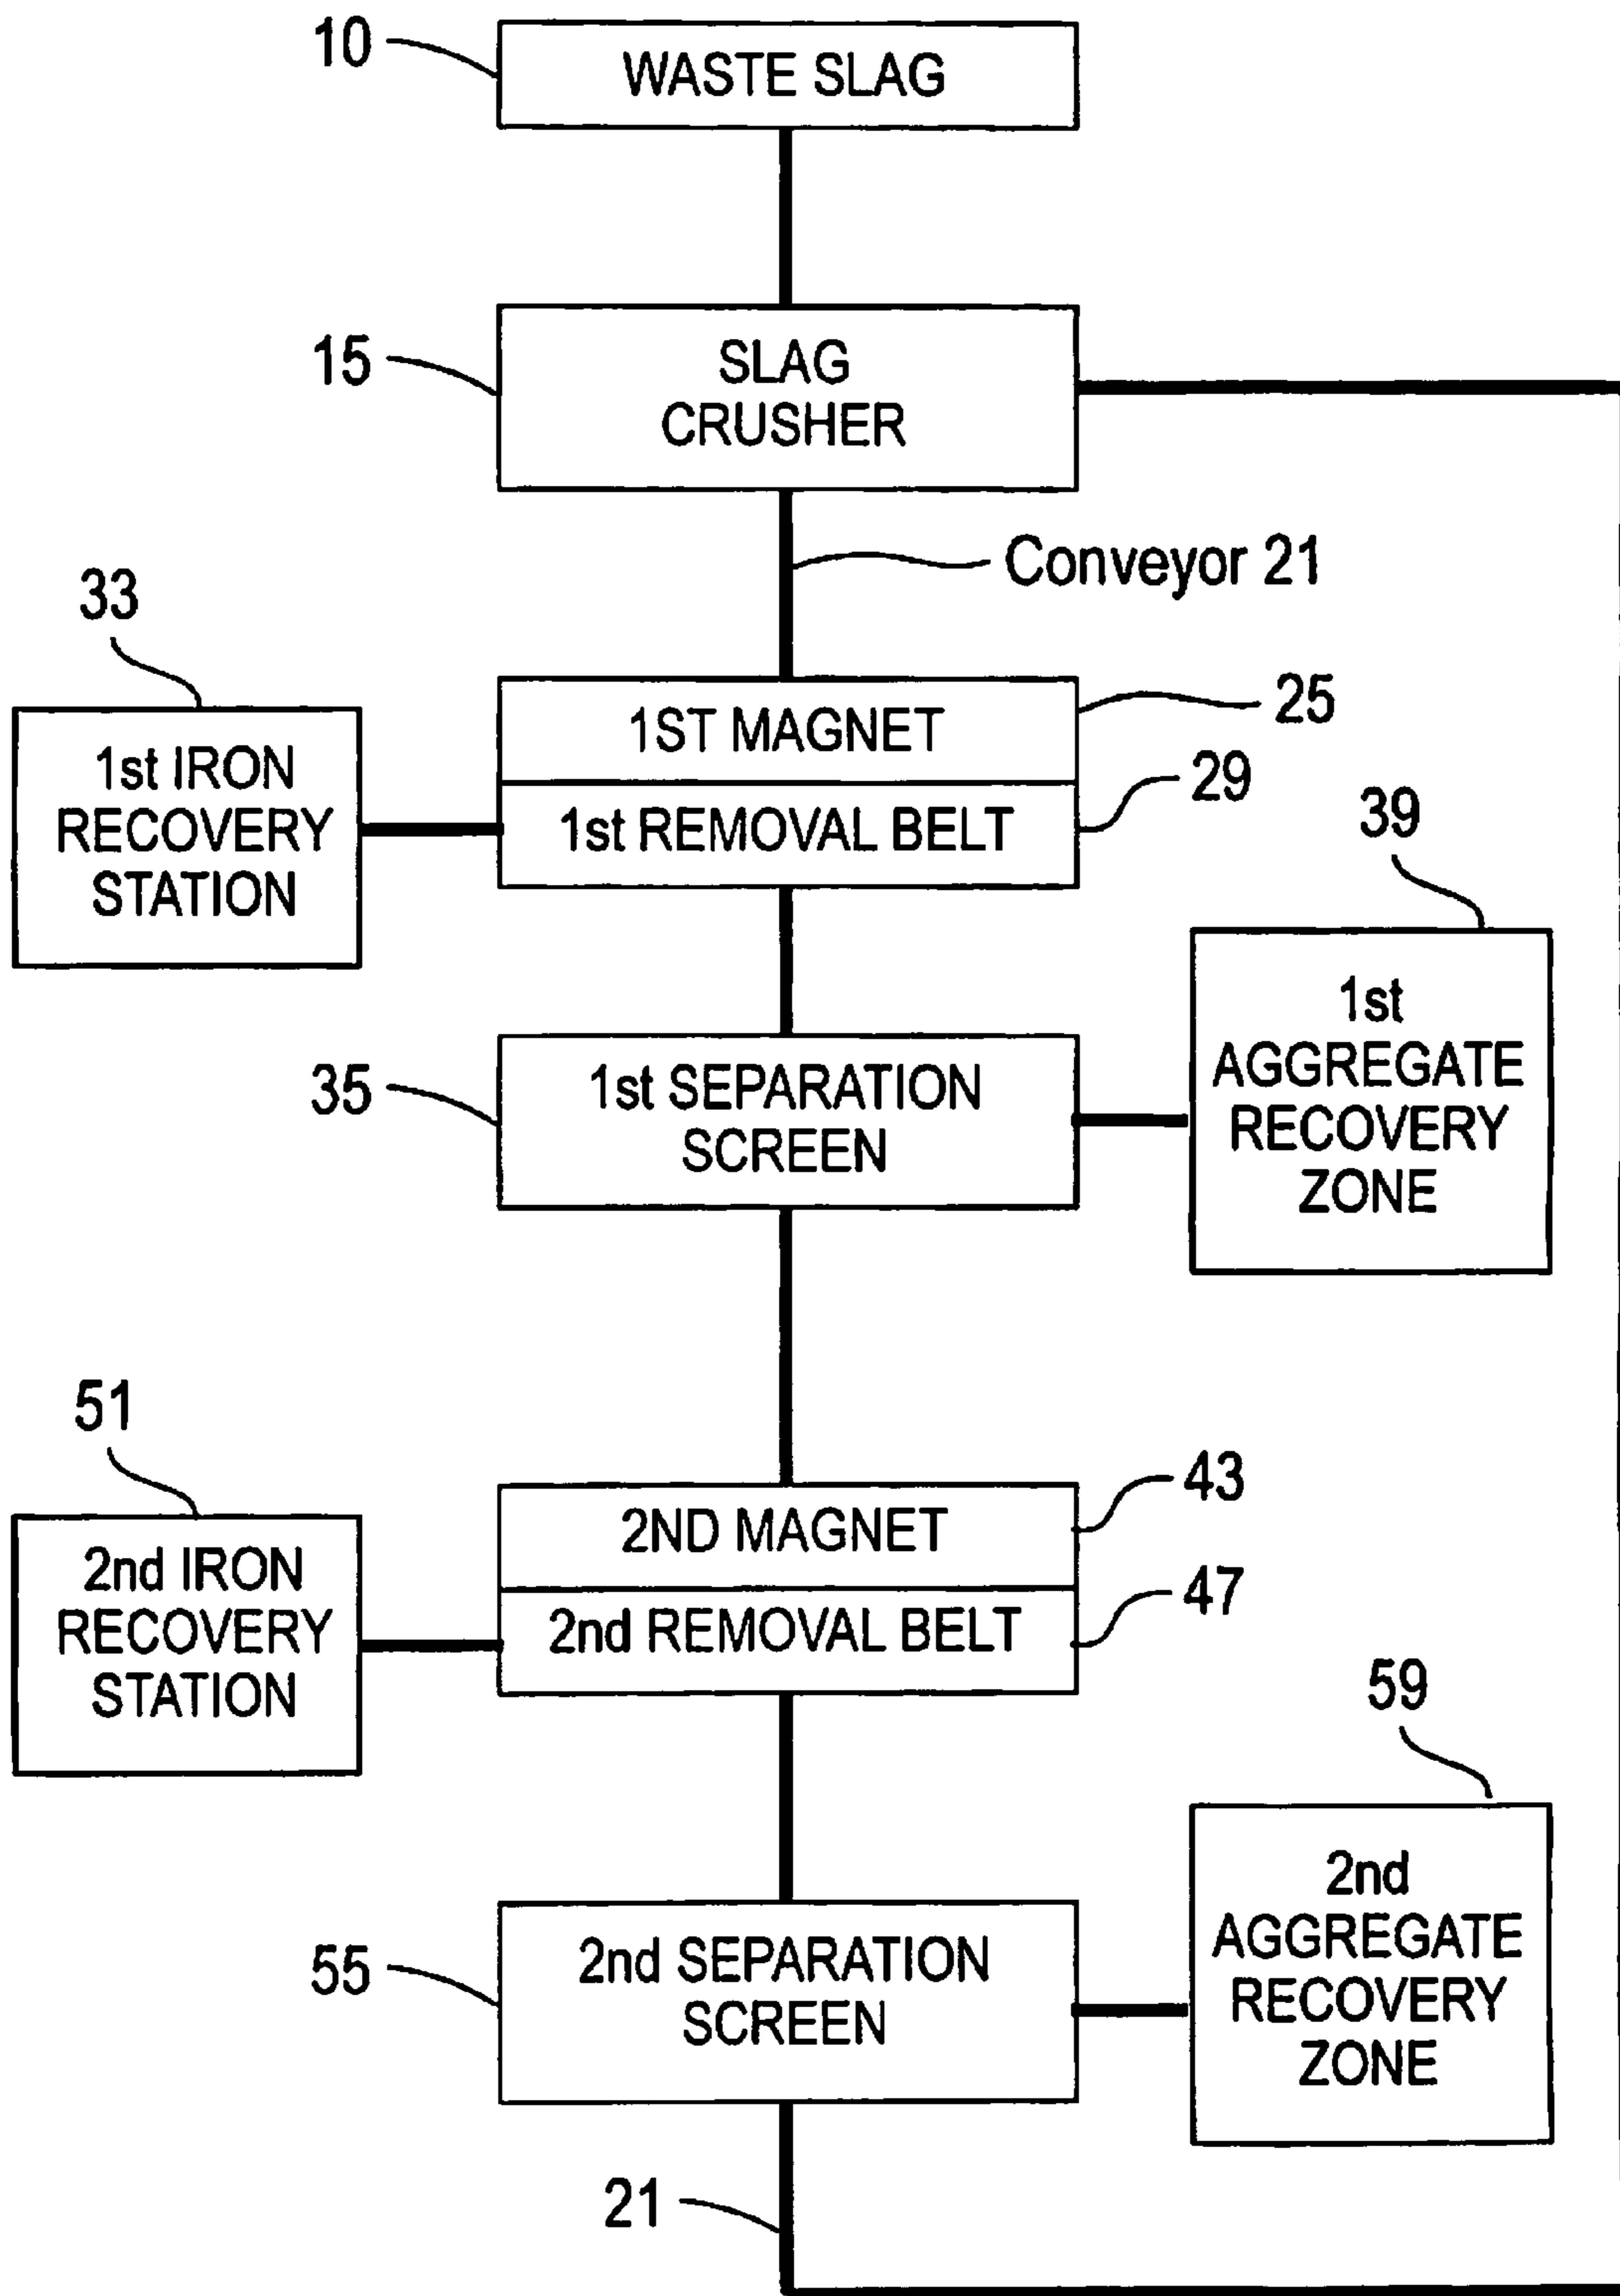 10
WASTE SLAG
15
SLAG
CRUSHER
Conveyor 21
33
1st IRON
RECOVERY
STATION
1ST MAGNET
25
1st REMOVAL BELT
29
39
1st
AGGREGATE
RECOVERY
ZONE
35
1st SEPARATION
SCREEN
51
2nd IRON
RECOVERY
STATION
2ND MAGNET
43
2nd REMOVAL BELT
47
59
2nd
AGGREGATE
RECOVERY
ZONE
55
2nd SEPARATION
SCREEN
21